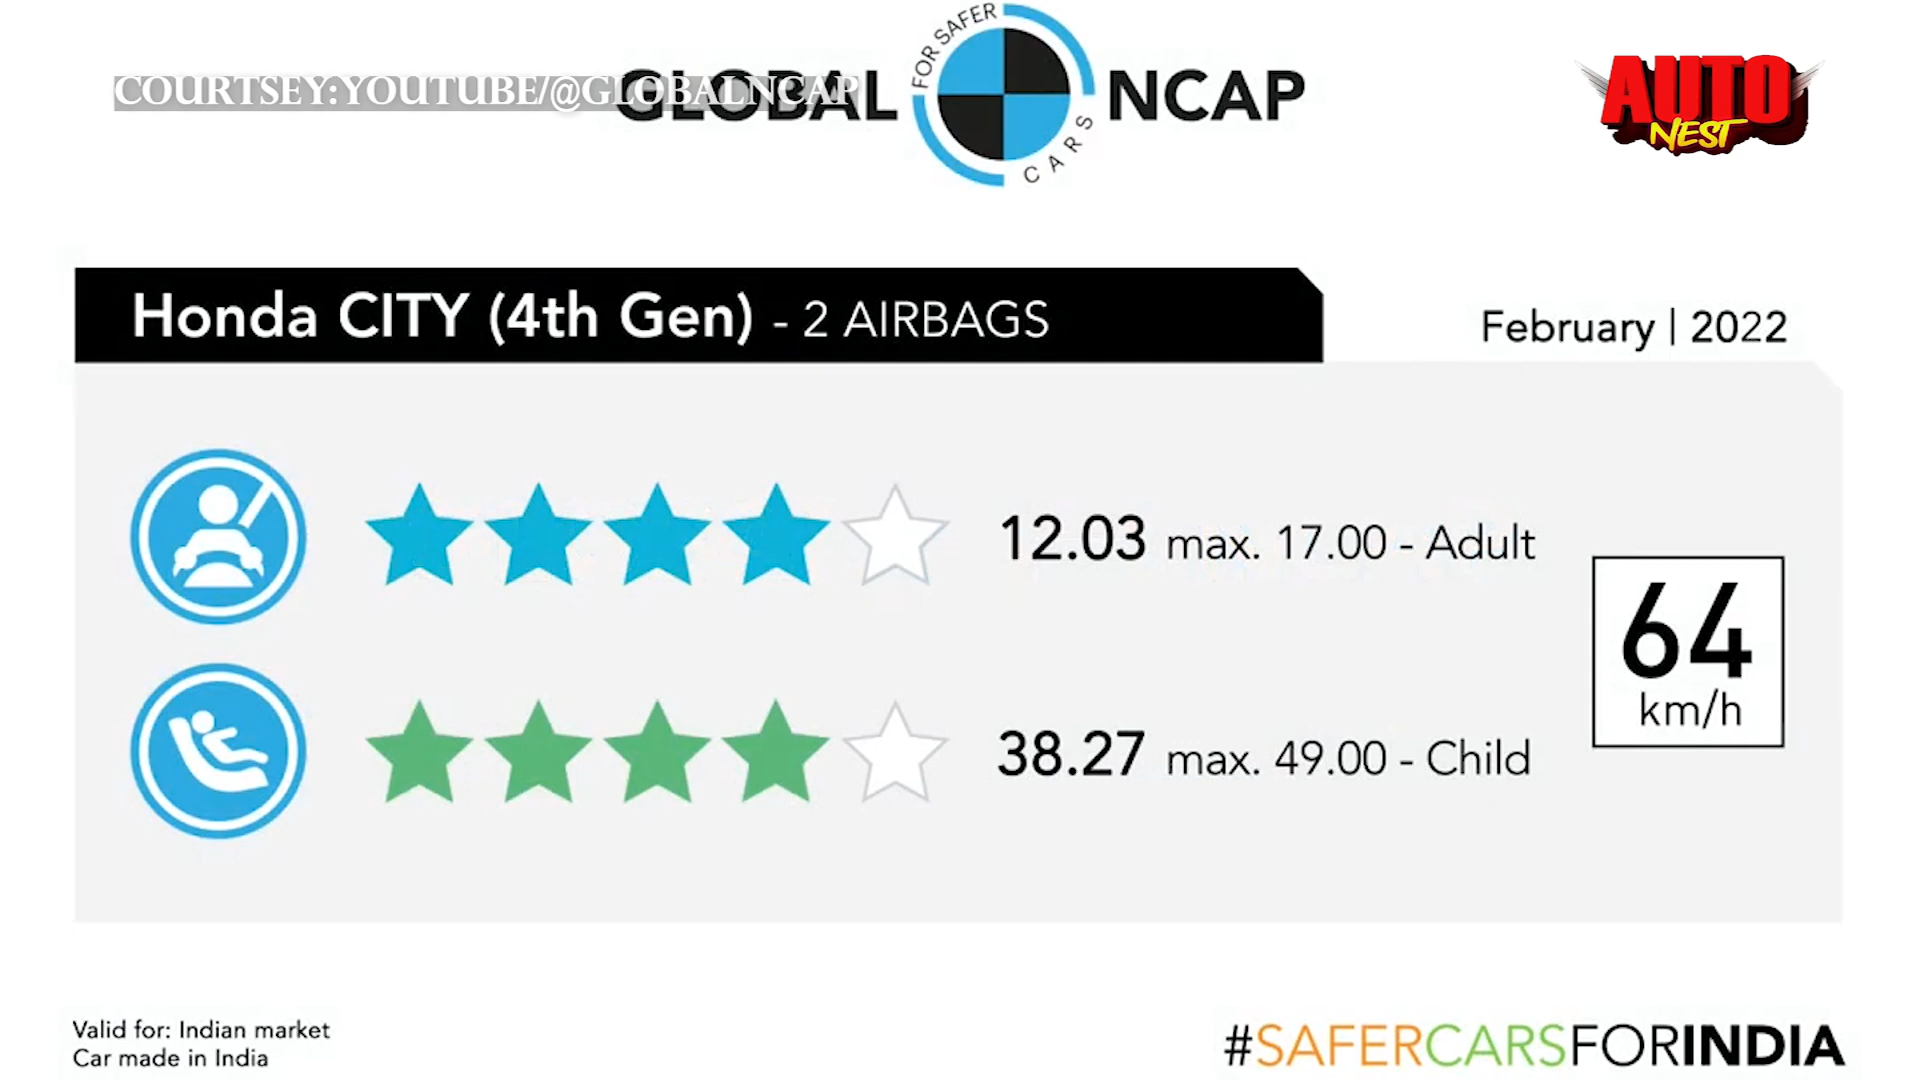 FOR SAFER
COURTSEY:YOUTUBE/@GLOBALNCAP
GLOBAL NCAP
CARS
AUTO
NEST
Honda CITY (4th Gen) - 2 AIRBAGS
February | 2022
12.03 max. 17.00 - Adult
64
km/h
38.27 max. 49.00 - Child
Valid for: Indian market
Car made in India
#SAFERCARSFORINDIA